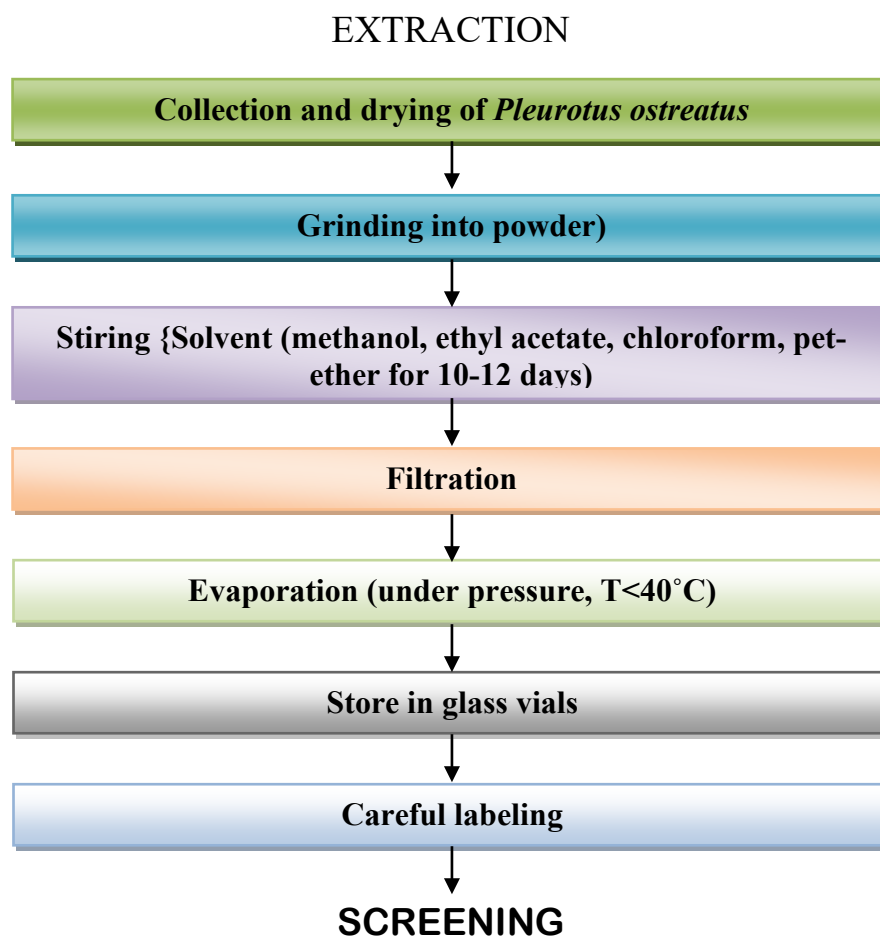 EXTRACTION
Collection and drying of Pleurotus ostreatus
Grinding into powder)
Stiring {Solvent (methanol, ethyl acetate, chloroform, pet-
ether for 10-12 days)
Filtration
Evaporation (under pressure, T<40˚C)
Store in glass vials
Careful labeling
SCREENING